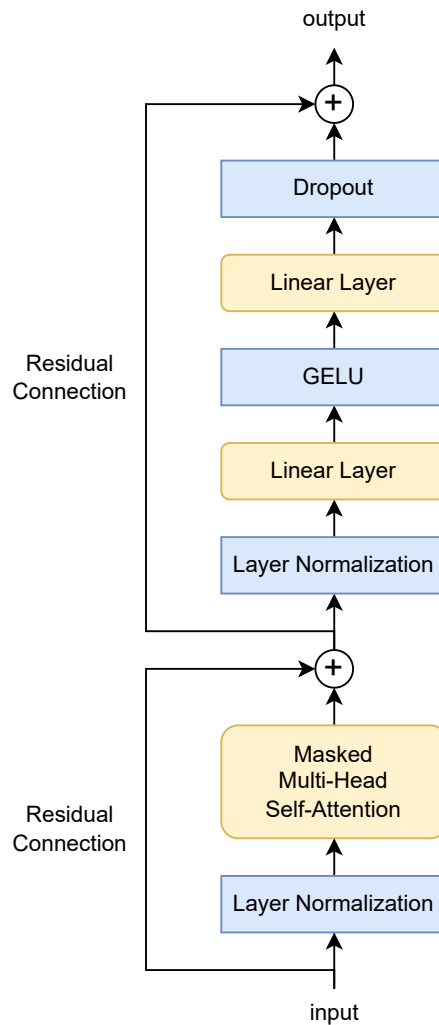 output
+
Dropout
Linear Layer
Residual
Connection
GELU
Linear Layer
Layer Normalization
+
Masked
Multi-Head
Self-Attention
Residual
Connection
Layer Normalization
input